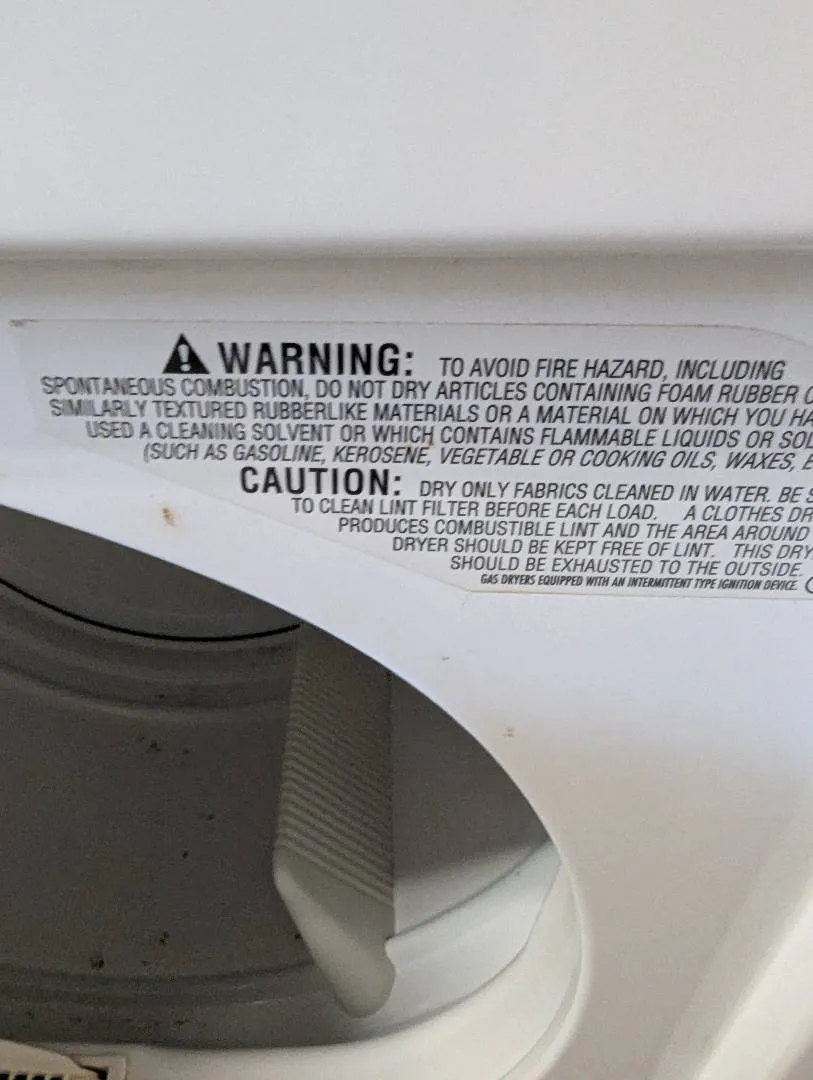 WARNING: TO AVOID FIRE HAZARD, INCLUDING
SPONTANEOUS COMBUSTION, DO NOT DRY ARTICLES CONTAINING FOAM RUBBER
SIMILARLY TEXTURED RUBBERLIKE MATERIALS OR A MATERIAL ON WHICH YOU
USED A CLEANING SOLVENT OR WHICH CONTAINS FLAMMABLE LIQUIDS OR
(SUCH AS GASOLINE, KEROSENE, VEGETABLE OR COOKING OILS, WAXES,
CAUTION: DRY ONLY FABRICS CLEANED IN WATER. BE
TO CLEAN LINT FILTER BEFORE EACH LOAD. A CLOTHES
PRODUCES COMBUSTIBLE LINT AND THE AREA AROUND
DRYER SHOULD BE KEPT FREE OF LINT. THIS
SHOULD BE EXHAUSTED TO THE OUTSIDE.
GAS DRYERS EQUIPPED WITH AN INTERMITTENT TYPE IGNITION DEVICE.